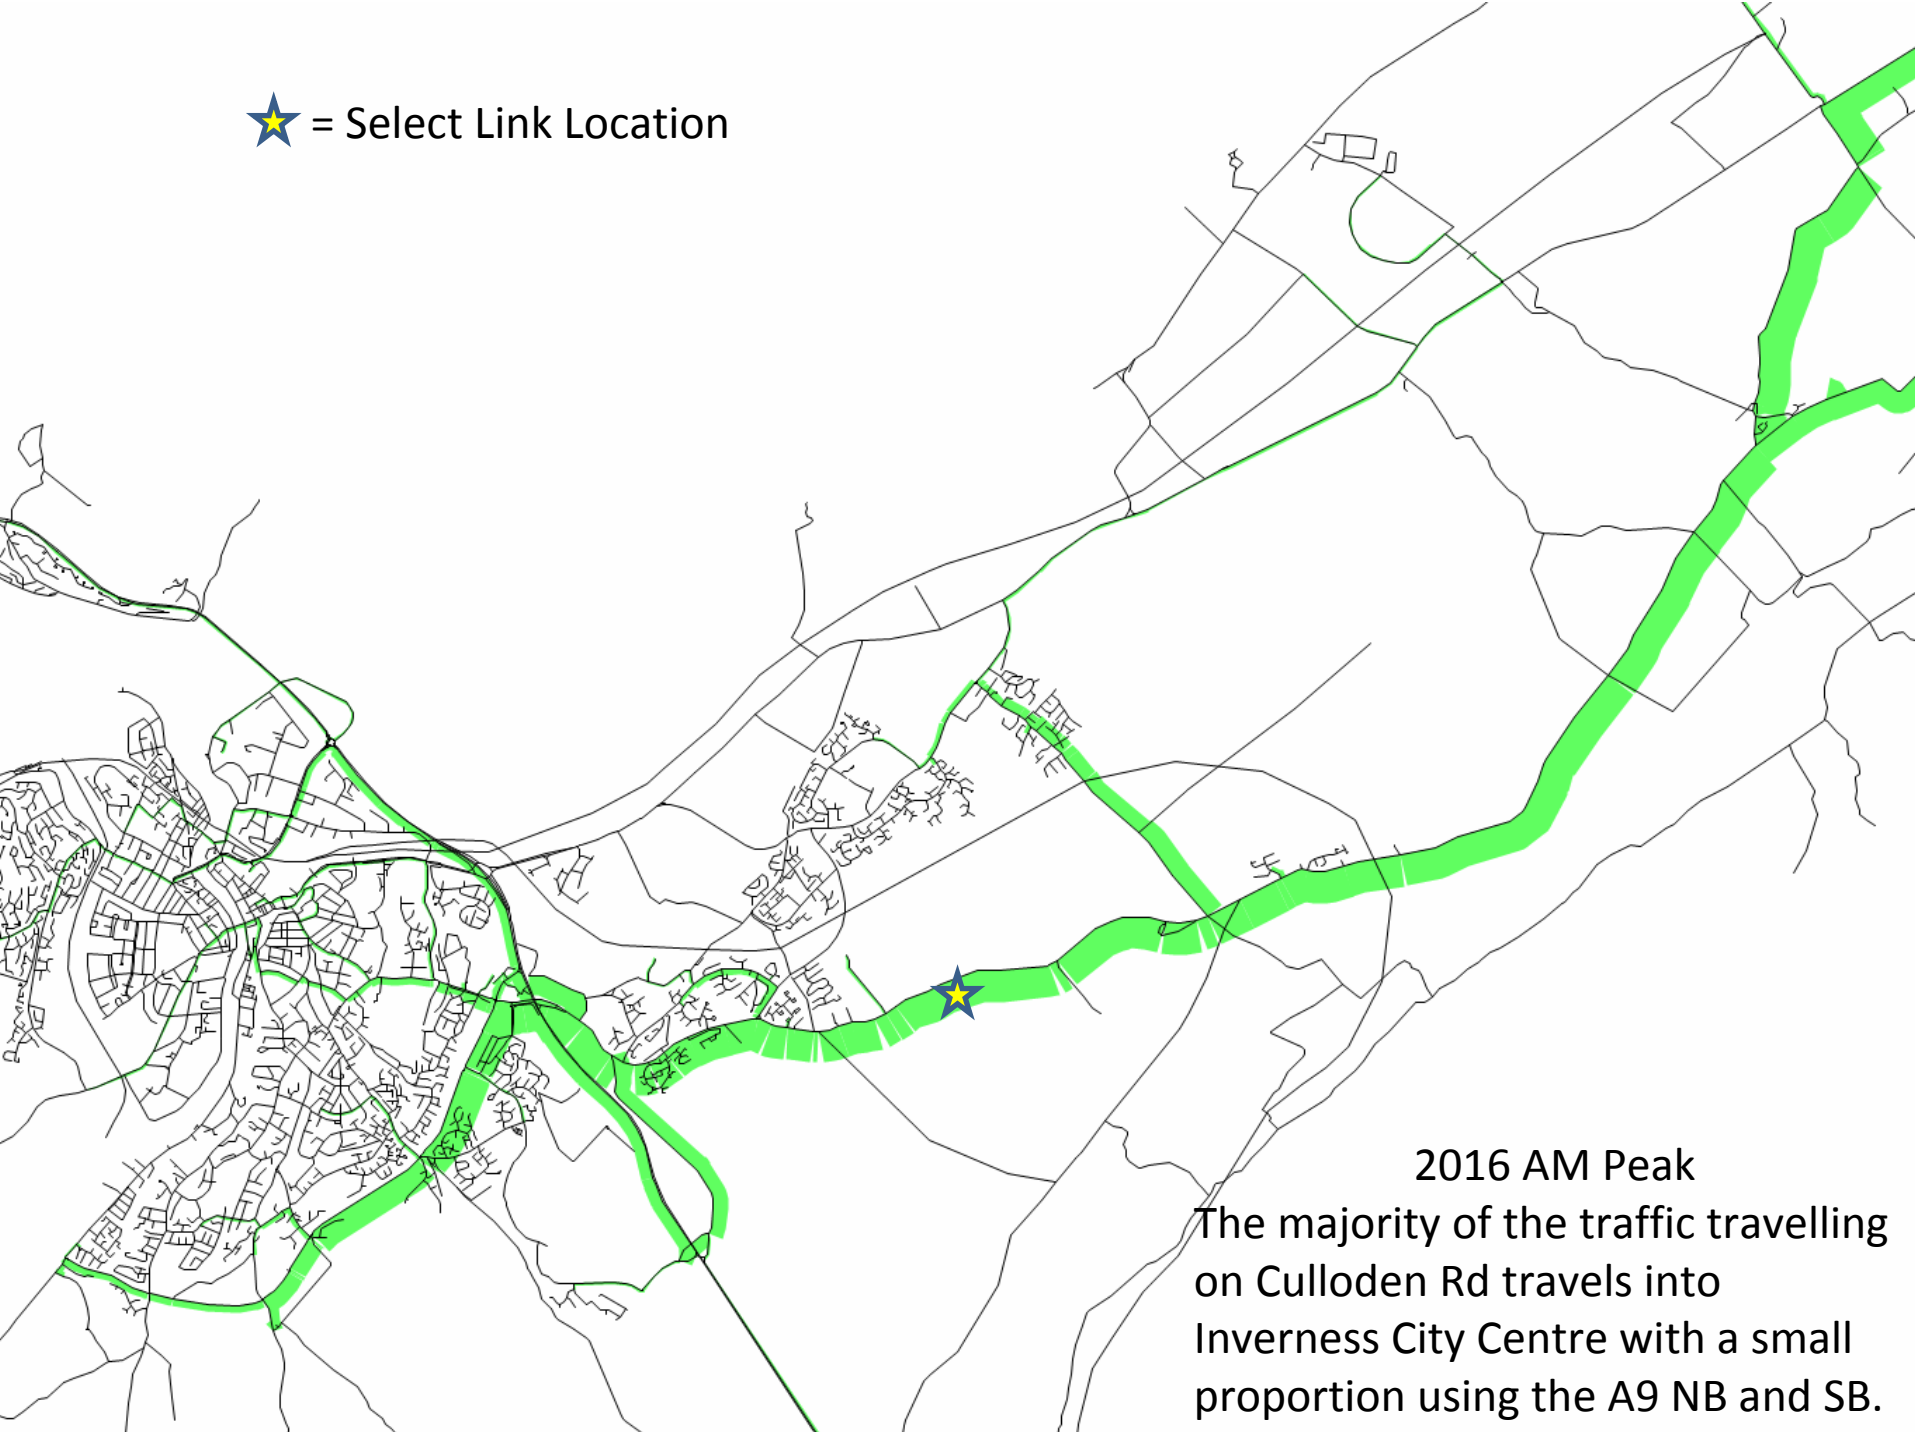 = Select Link Location
2016 AM Peak
The majority of the traffic travelling
on Culloden Rd travels into
Inverness City Centre with a small
proportion using the A9 NB and SB.